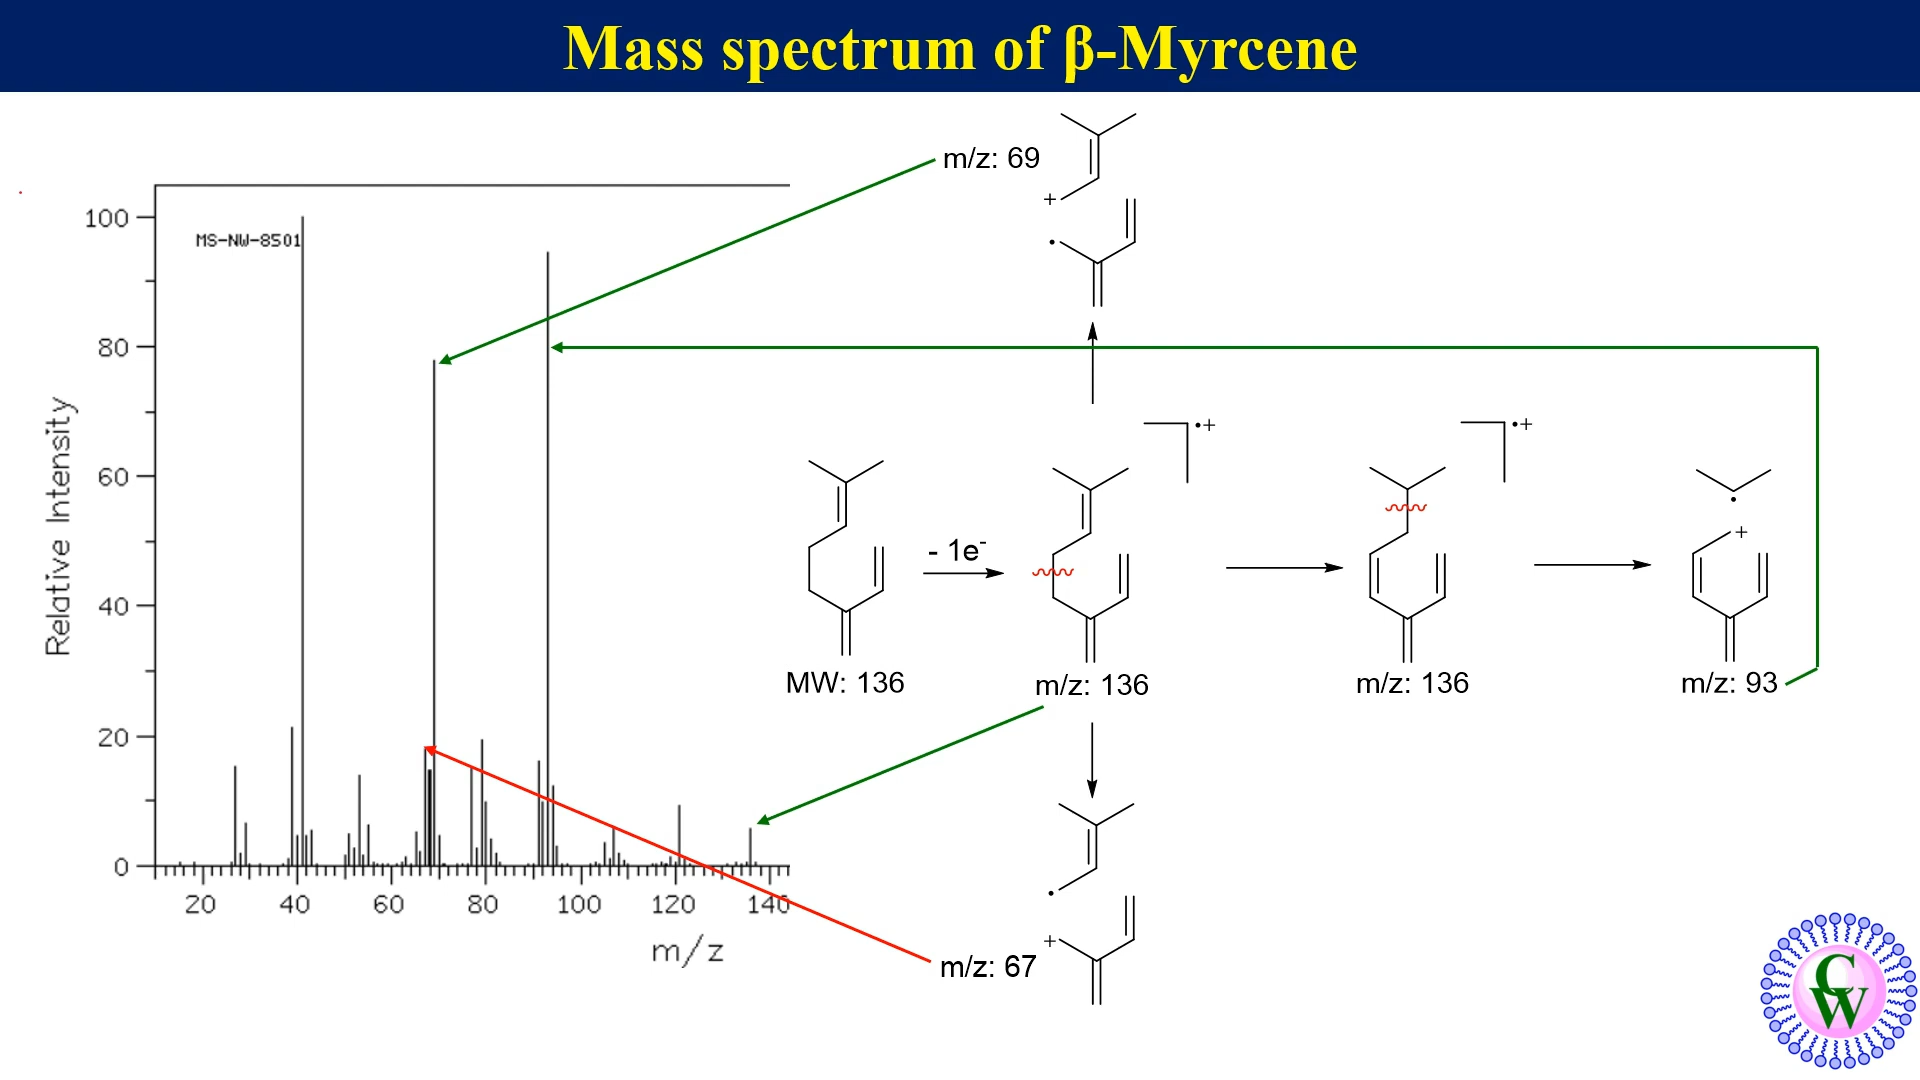 Mass spectrum of β-Myrcene
m/z: 69
+
100
MS-NW-8501
80
60
40
20
0
Relative Intensity
20 40 60 80 100 120 140
m/z
•+
•+
- 1e-
+
MW: 136
m/z: 136
m/z: 136
m/z: 93
+
m/z: 67
C
W